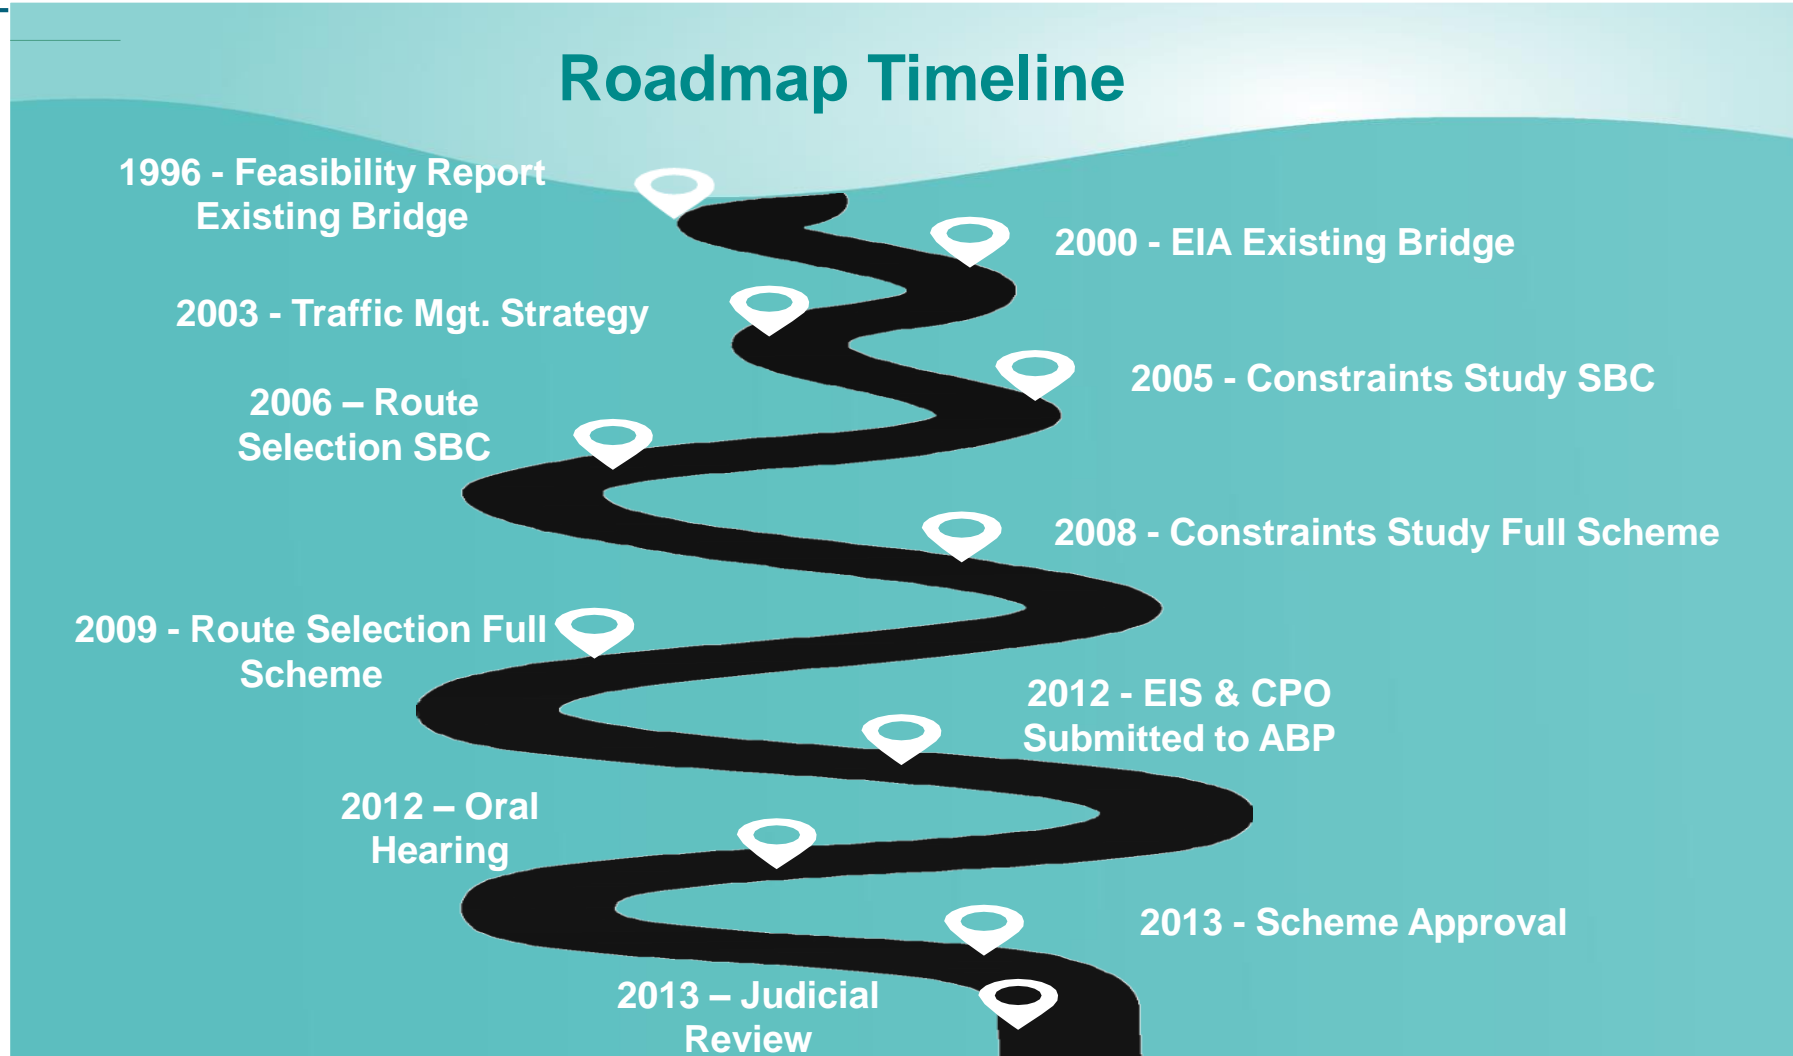 Roadmap Timeline
1996 - Feasibility Report
Existing Bridge
2000 - EIA Existing Bridge
2003 - Traffic Mgt. Strategy
2005 - Constraints Study SBC
2006 – Route
Selection SBC
2008 - Constraints Study Full Scheme
2009 - Route Selection Full
Scheme
2012 - EIS & CPO
Submitted to ABP
2012 – Oral
Hearing
2013 - Scheme Approval
2013 – Judicial
Review